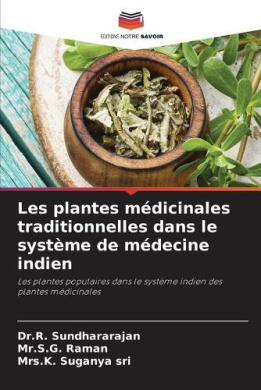 EDITIONS NOTRE SAVOIR
Les plantes médicinales
traditionnelles dans le
système de médecine
indien
Les plantes populaires dans le système indien des
plantes médicinales
Dr.R. Sundhararajan
Mr.S.G. Raman
Mrs.K. Suganya sri